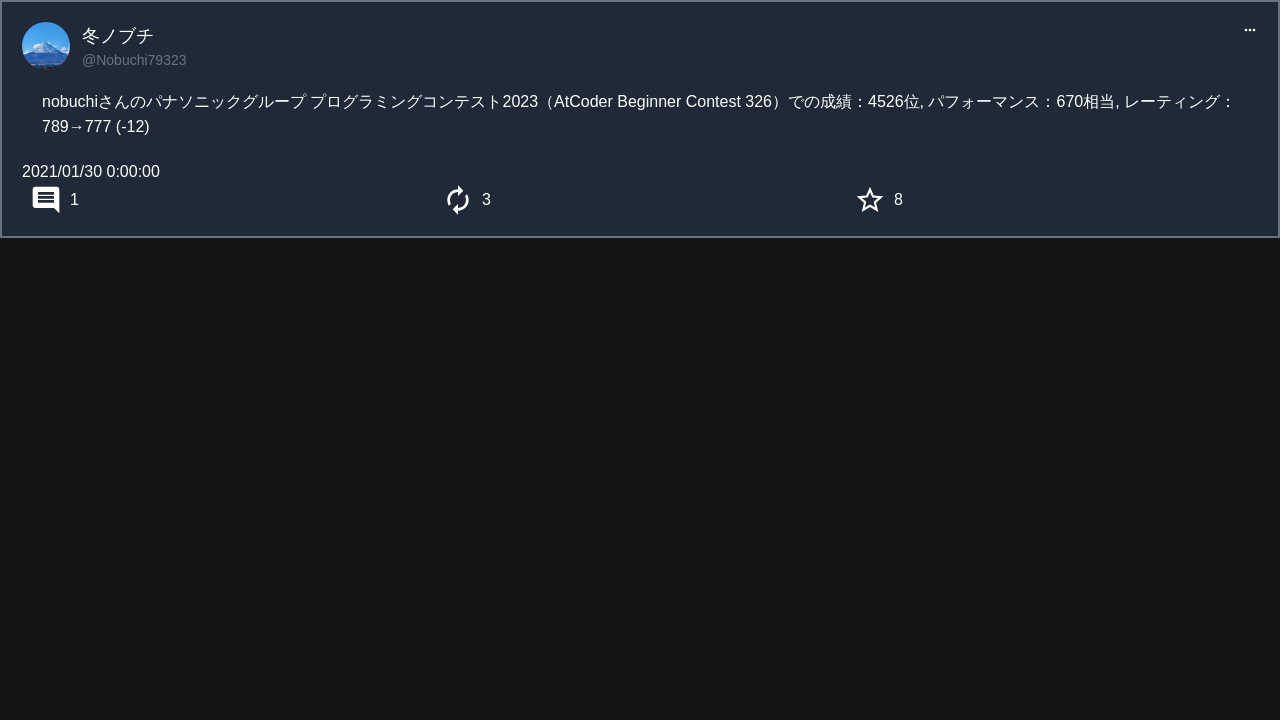 冬ノブチ
@Nobuchi79323
nobuchiさんのパナソニックグループ プログラミングコンテスト2023（AtCoder Beginner Contest 326）での成績：4526位, パフォーマンス：670相当, レーティング：
789→777 (-12)
2021/01/30 0:00:00
1 3 8